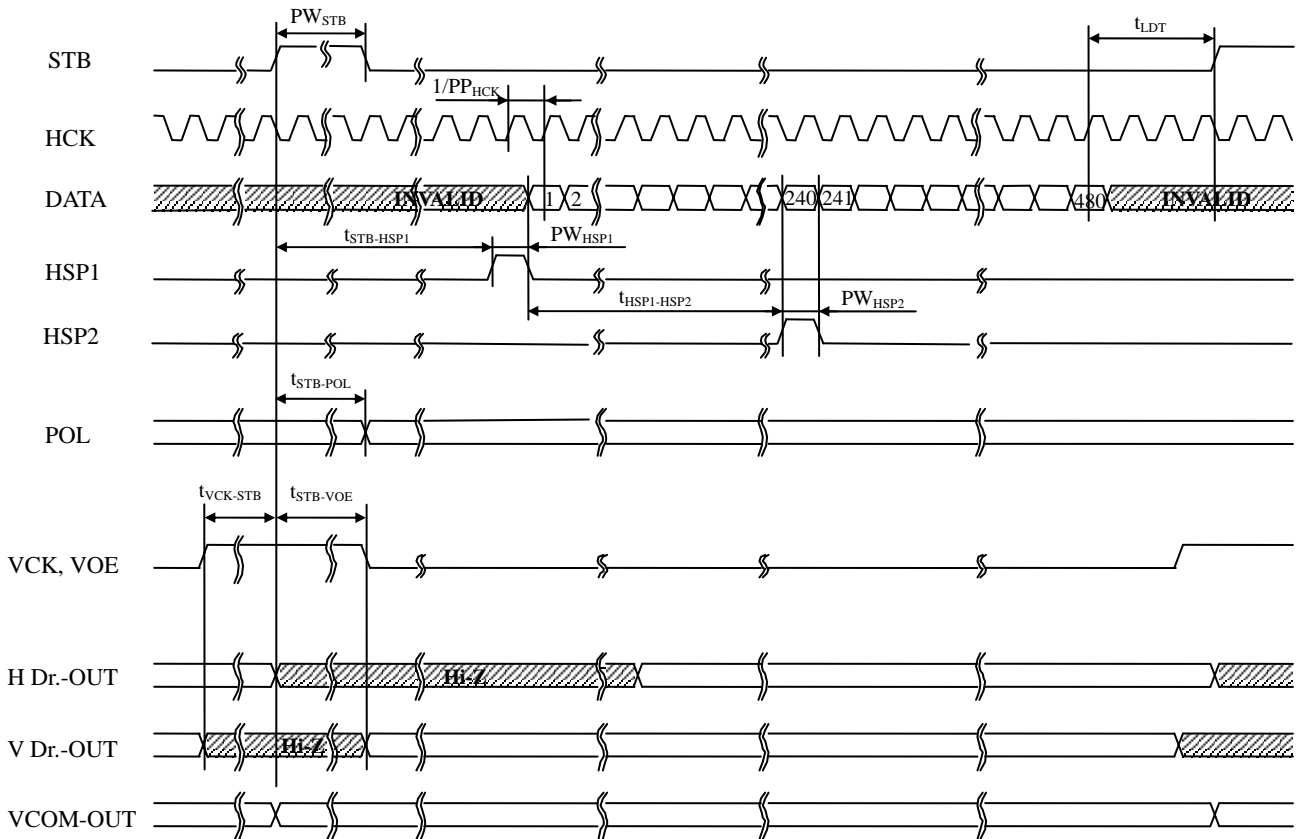 PW_STB
t_LDT
STB
1/PP_HCK
HCK
DATA INVALID 1 2 240 241 480 INVALID
t_STB-HSP1 PW_HSP1
HSP1
t_HSP1-HSP2 PW_HSP2
HSP2
t_STB-POL
POL
t_VCK-STB t_STB-VOE
VCK, VOE
H Dr.-OUT Hi-Z
V Dr.-OUT Hi-Z
VCOM-OUT